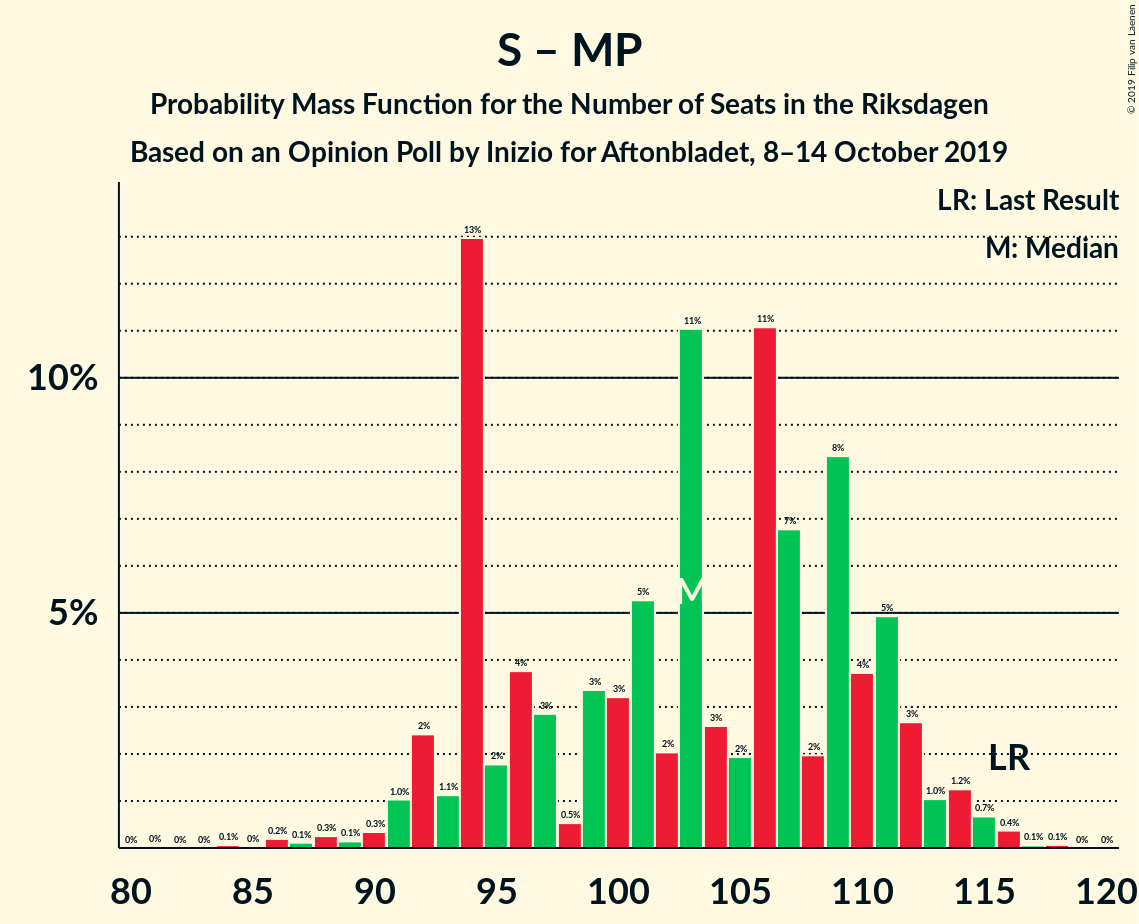 S – MP
Probability Mass Function for the Number of Seats in the Riksdagen
Based on an Opinion Poll by Inizio for Aftonbladet, 8–14 October 2019
© 2019 Filip van Laenen
LR: Last Result
M: Median
10%
5%
0% 0% 0% 0% 0.1% 0% 0.2% 0.1% 0.3% 0.1% 0.3% 1.0% 2% 1.1% 13% 2% 4% 3% 0.5% 3% 3% 5% 2% 11% 3% 2% 11% 7% 2% 8% 4% 5% 3% 1.0% 1.2% 0.7% 0.4% 0.1% 0.1% 0% 0%
M
LR
80 85 90 95 100 105 110 115 120